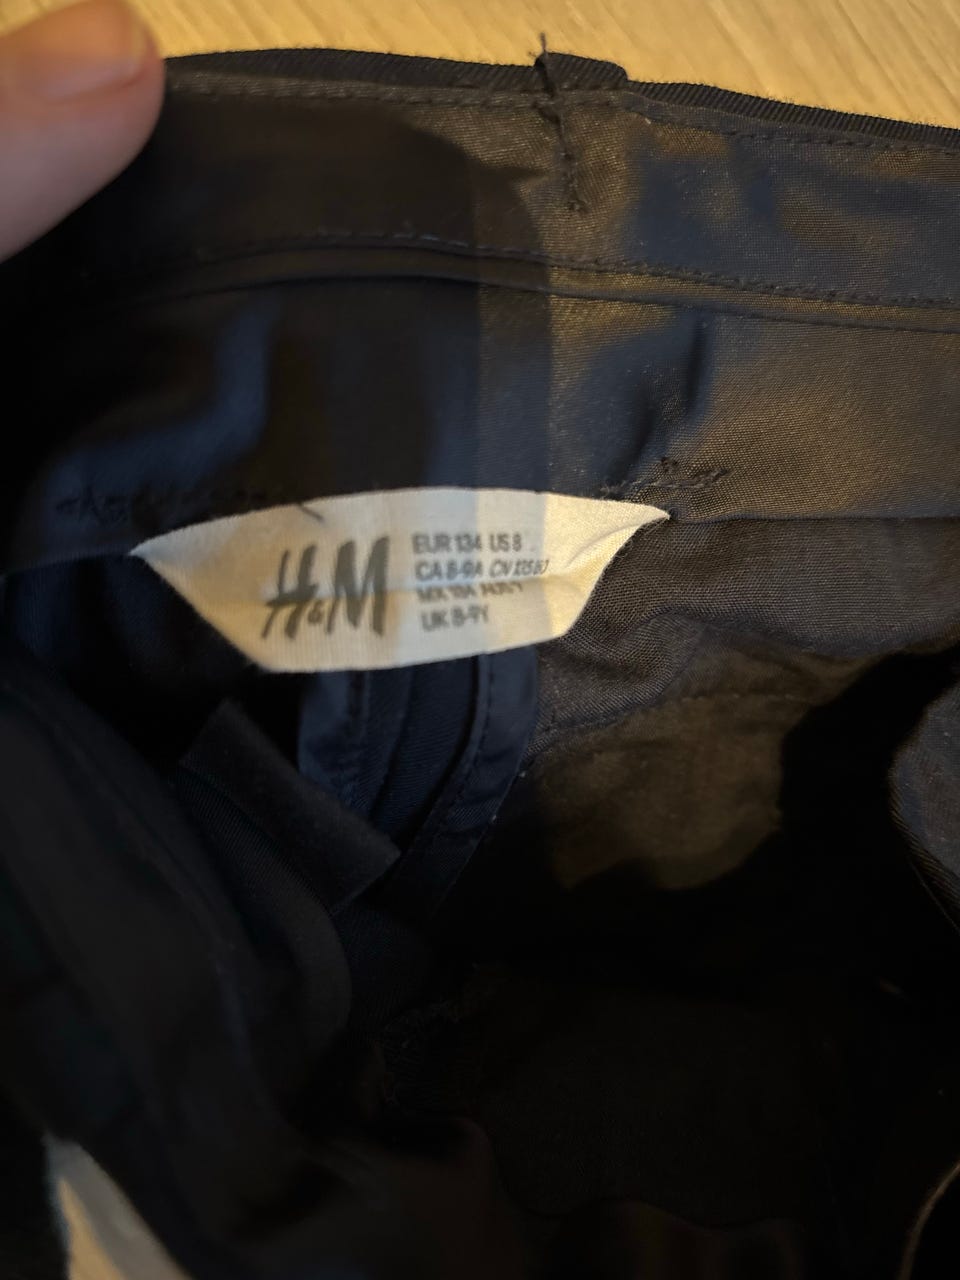 H&M
EUR 134 US 8
CA 8-9A
UK 8-9Y